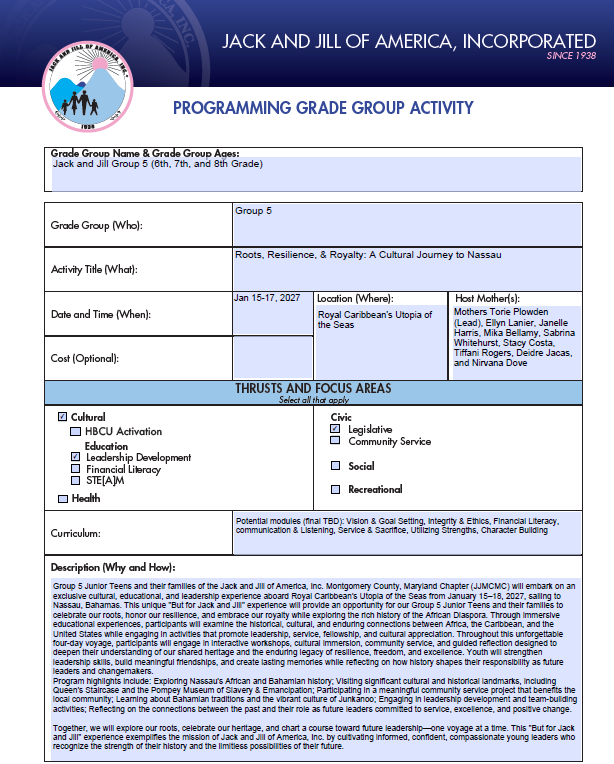 JACK AND JILL OF AMERICA, INCORPORATED
SINCE 1938
JACK AND JILL OF AMERICA, INC.
1938
PROGRAMMING GRADE GROUP ACTIVITY
Grade Group Name & Grade Group Ages:
Jack and Jill Group 5 (6th, 7th, and 8th Grade)
Grade Group (Who):
Group 5
Activity Title (What):
Roots, Resilience, & Royalty: A Cultural Journey to Nassau
Date and Time (When):
Jan 15-17, 2027
Location (Where):
Royal Caribbean's Utopia of
the Seas
Host Mother(s):
Mothers Torie Plowden
(Lead), Ellyn Lanier, Janelle
Harris, Mika Bellamy, Sabrina
Whitehurst, Stacy Costa,
Tiffani Rogers, Deidre Jacas,
and Nirvana Dove
Cost (Optional):
THRUSTS AND FOCUS AREAS
Select all that apply
Cultural
HBCU Activation
Education
Leadership Development
Financial Literacy
STE[A]M
Health
Civic
Legislative
Community Service
Social
Recreational
Curriculum:
Potential modules (final TBD): Vision & Goal Setting, Integrity & Ethics, Financial Literacy,
communication & Listening, Service & Sacrifice, Utilizing Strengths, Character Building
Description (Why and How):
Group 5 Junior Teens and their families of the Jack and Jill of America, Inc. Montgomery County, Maryland Chapter (JJMCMC) will embark on an
exclusive cultural, educational, and leadership experience aboard Royal Caribbean's Utopia of the Seas from January 15–18, 2027, sailing to
Nassau, Bahamas. This unique "But for Jack and Jill" experience will provide an opportunity for our Group 5 Junior Teens and their families to
celebrate our roots, honor our resilience, and embrace our royalty while exploring the rich history of the African Diaspora. Through immersive
educational experiences, participants will examine the historical, cultural, and enduring connections between Africa, the Caribbean, and the
United States while engaging in activities that promote leadership, service, fellowship, and cultural appreciation. Throughout this unforgettable
four-day voyage, participants will engage in interactive workshops, cultural immersion, community service, and guided reflection designed to
deepen their understanding of our shared heritage and the enduring legacy of resilience, freedom, and excellence. Youth will strengthen
leadership skills, build meaningful friendships, and create lasting memories while reflecting on how history shapes their responsibility as future
leaders and changemakers.
Program highlights include: Exploring Nassau's African and Bahamian history; Visiting significant cultural and historical landmarks, including
Queen's Staircase and the Pompey Museum of Slavery & Emancipation; Participating in a meaningful community service project that benefits the
local community; Learning about Bahamian traditions and the vibrant culture of Junkanoo; Engaging in leadership development and team-building
activities; Reflecting on the connections between the past and their role as future leaders committed to service, excellence, and positive change.
Together, we will explore our roots, celebrate our heritage, and chart a course toward future leadership—one voyage at a time. This "But for Jack
and Jill" experience exemplifies the mission of Jack and Jill of America, Inc. by cultivating informed, confident, compassionate young leaders who
recognize the strength of their history and the limitless possibilities of their future.